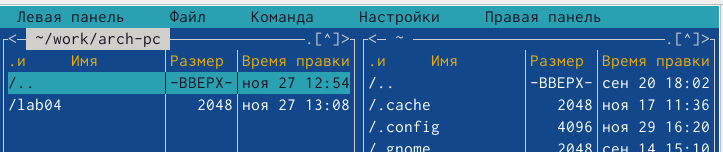 Левая панель Файл Команда Настройки Правая панель
<─ ~/work/arch-pc .[^]> <─ ~ .[^]>
.и Имя Размер Время правки .и Имя Размер Время правки
/.. -ВВЕРХ- ноя 27 12:54 /.. -ВВЕРХ- сен 20 18:02
/lab04 2048 ноя 27 13:08 /.cache 2048 ноя 17 11:36
/.config 4096 ноя 29 16:20
/.gnome 2048 сен 14 15:10